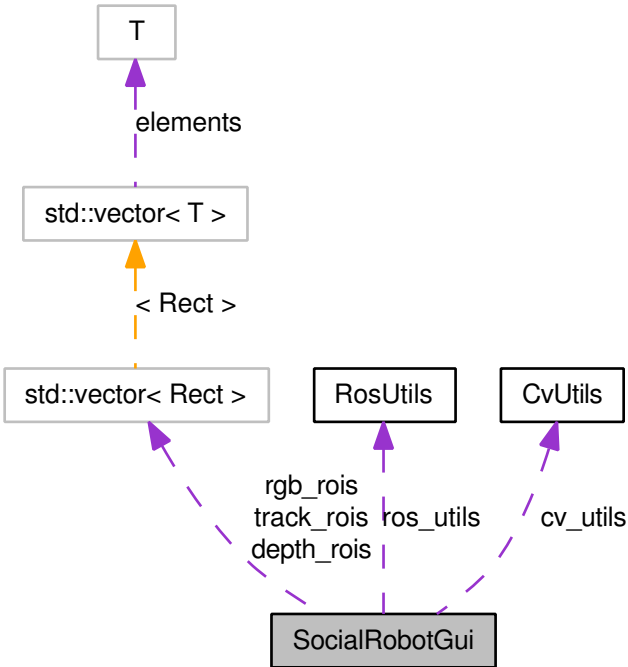 T
elements
std::vector< T >
< Rect >
std::vector< Rect >
RosUtils
CvUtils
rgb_rois
track_rois
depth_rois
ros_utils
cv_utils
SocialRobotGui